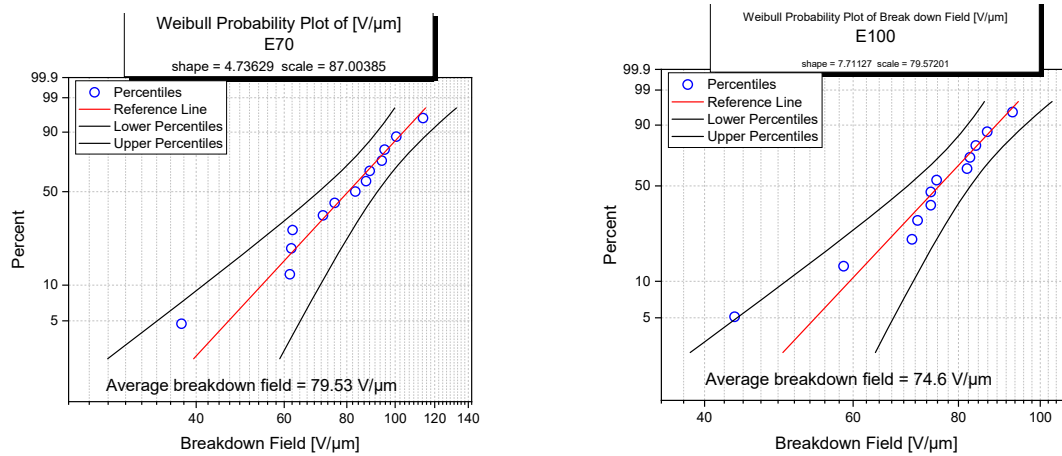 Weibull Probability Plot of [V/µm]
E70
shape = 4.73629 scale = 87.00385
99.9
99
90
50
10
5
Percent
Percentiles
Reference Line
Lower Percentiles
Upper Percentiles
Average breakdown field = 79.53 V/µm
40 60 80 100 120 140
Breakdown Field [V/µm]
Weibull Probability Plot of Break down Field [V/µm]
E100
shape = 7.71127 scale = 79.57201
99.9
99
90
50
10
5
Percent
Percentiles
Reference Line
Lower Percentiles
Upper Percentiles
Average breakdown field = 74.6 V/µm
40 60 80 100
Breakdown Field [V/µm]